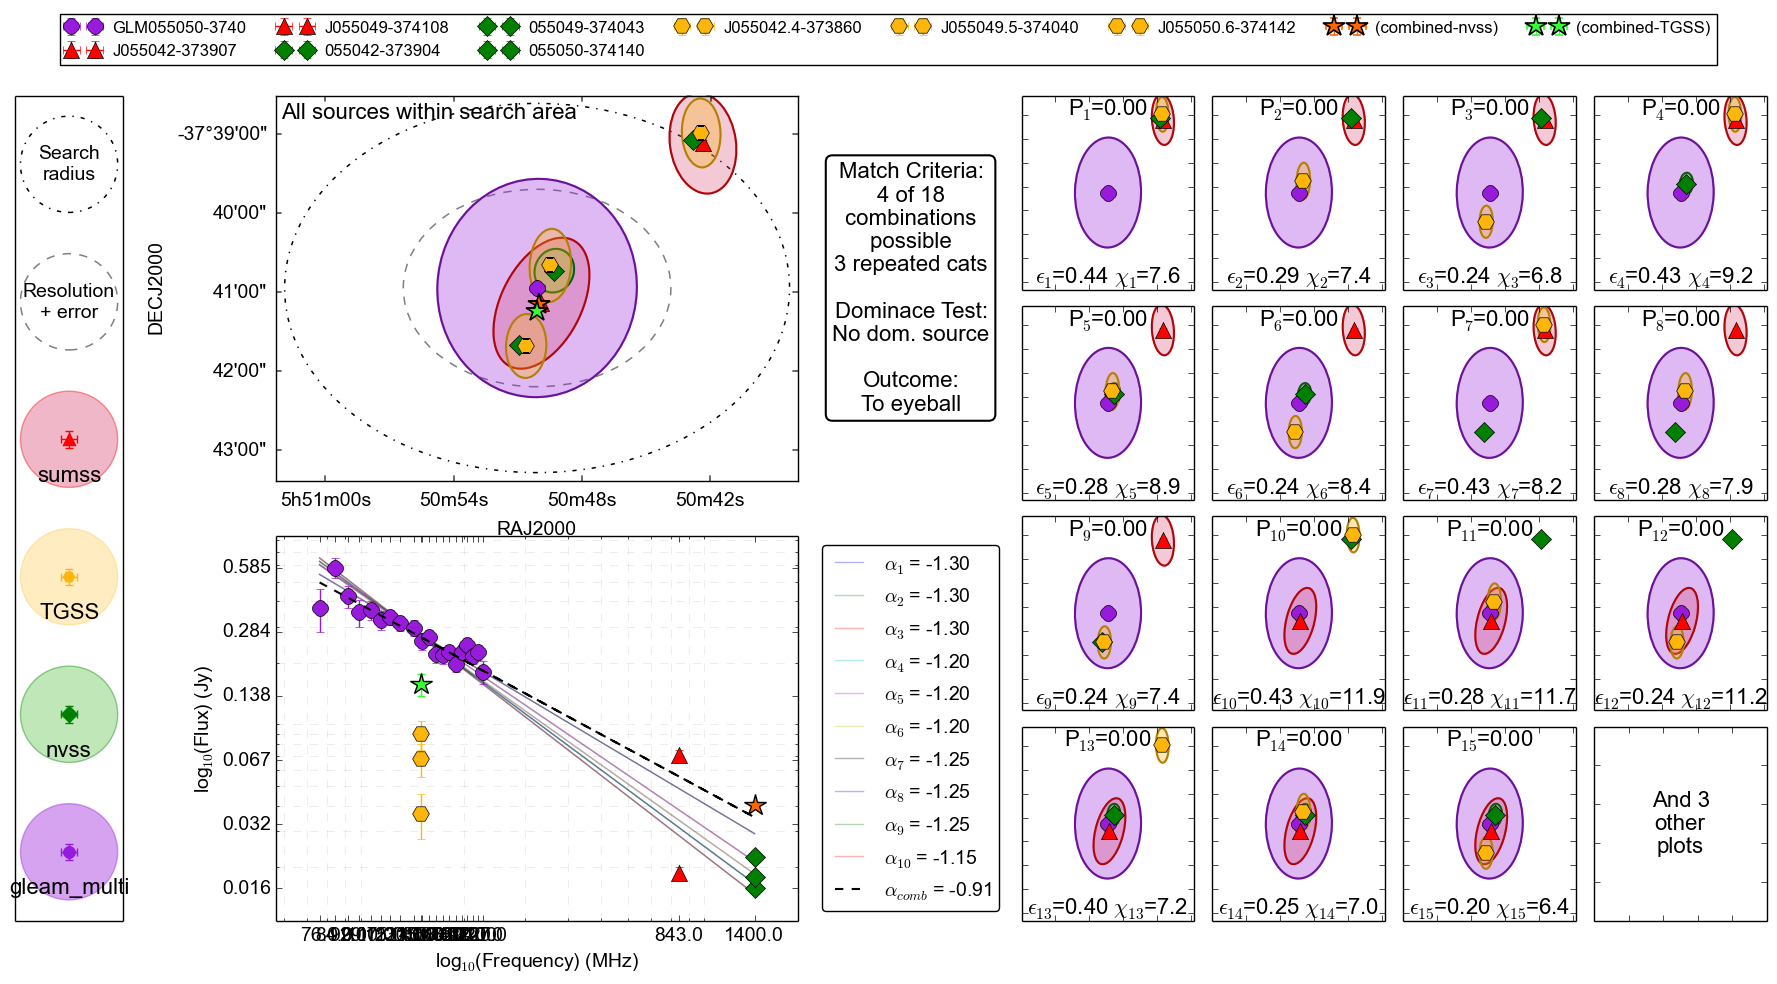 GLM055050-3740
J055049-374108
055049-374043
J055042.4-373860
J055049.5-374040
J055050.6-374142
(combined-nvss)
(combined-TGSS)
J055042-373907
055042-373904
055050-374140
Search
radius
Resolution
+ error
sumss
TGSS
nvss
gleam_multi
All sources within search area
DECJ2000
-37°39'00"
40'00"
41'00"
42'00"
43'00"
5h51m00s
50m54s
50m48s
50m42s
RAJ2000
Match Criteria:
4 of 18
combinations
possible
3 repeated cats
Dominace Test:
No dom. source
Outcome:
To eyeball
log10(Flux) (Jy)
0.585
0.284
0.138
0.067
0.032
0.016
843.0
1400.0
log10(Frequency) (MHz)
α1 = -1.30
α2 = -1.30
α3 = -1.30
α4 = -1.20
α5 = -1.20
α6 = -1.20
α7 = -1.25
α8 = -1.25
α9 = -1.25
α10 = -1.15
αcomb = -0.91
P1=0.00
ϵ1=0.44 χ1=7.6
P2=0.00
ϵ2=0.29 χ2=7.4
P3=0.00
ϵ3=0.24 χ3=6.8
P4=0.00
ϵ4=0.43 χ4=9.2
P5=0.00
ϵ5=0.28 χ5=8.9
P6=0.00
ϵ6=0.24 χ6=8.4
P7=0.00
ϵ7=0.43 χ7=8.2
P8=0.00
ϵ8=0.28 χ8=7.9
P9=0.00
ϵ9=0.24 χ9=7.4
P10=0.00
ϵ10=0.43 χ10=11.9
P11=0.00
ϵ11=0.28 χ11=11.7
P12=0.00
ϵ12=0.24 χ12=11.2
P13=0.00
ϵ13=0.40 χ13=7.2
P14=0.00
ϵ14=0.25 χ14=7.0
P15=0.00
ϵ15=0.20 χ15=6.4
And 3
other
plots